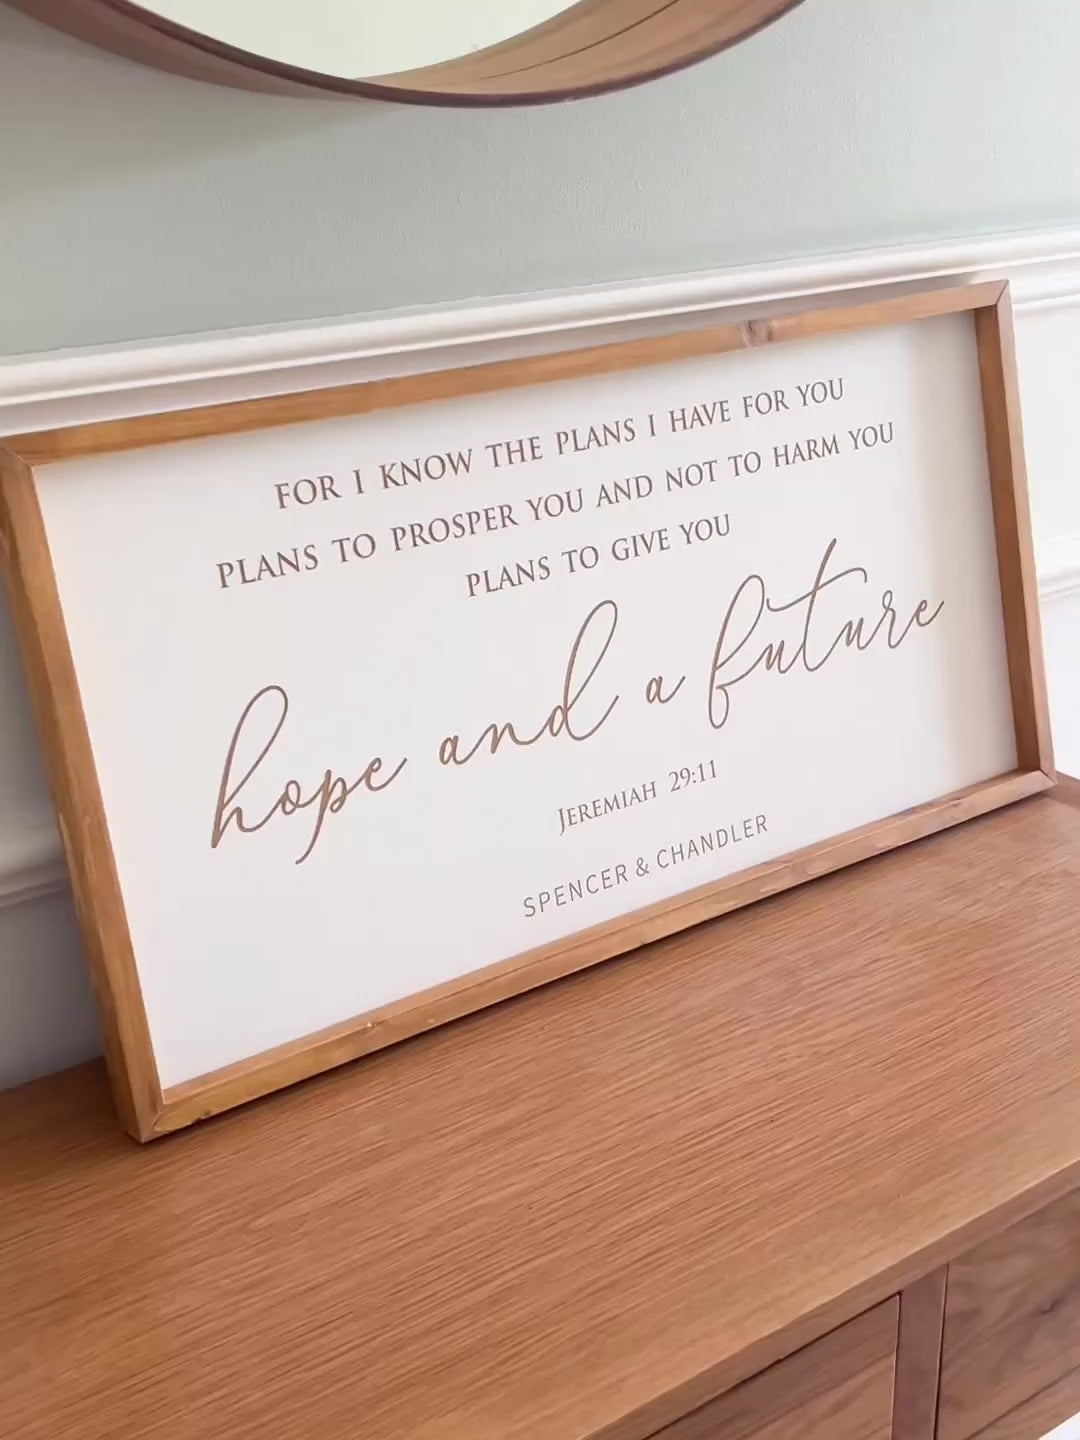 FOR I KNOW THE PLANS I HAVE FOR YOU
PLANS TO PROSPER YOU AND NOT TO HARM YOU
PLANS TO GIVE YOU
hope and a future
JEREMIAH 29:11
SPENCER & CHANDLER